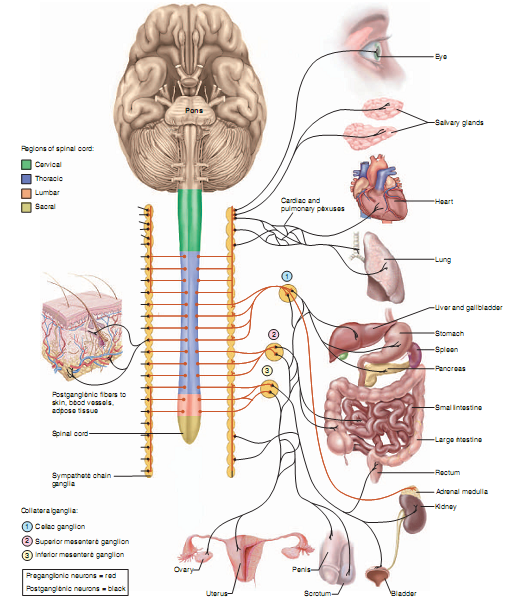 Pons
Eye
Salivary glands
Regions of spinal cord:
Cervical
Thoracic
Lumbar
Sacral
Cardiac and
pulmonary plexuses
Heart
Lung
1
Liver and gallbladder
Stomach
Spleen
Pancreas
2
3
Small intestine
Large intestine
Rectum
Postganglionic fibers to
skin, blood vessels,
adipose tissue
Spinal cord
Sympathetic chain
ganglia
Adrenal medulla
Kidney
Collateral ganglia:
1 Celiac ganglion
2 Superior mesenteric ganglion
3 Inferior mesenteric ganglion
Preganglionic neurons = red
Postganglionic neurons = black
Ovary
Uterus
Penis
Scrotum
Bladder